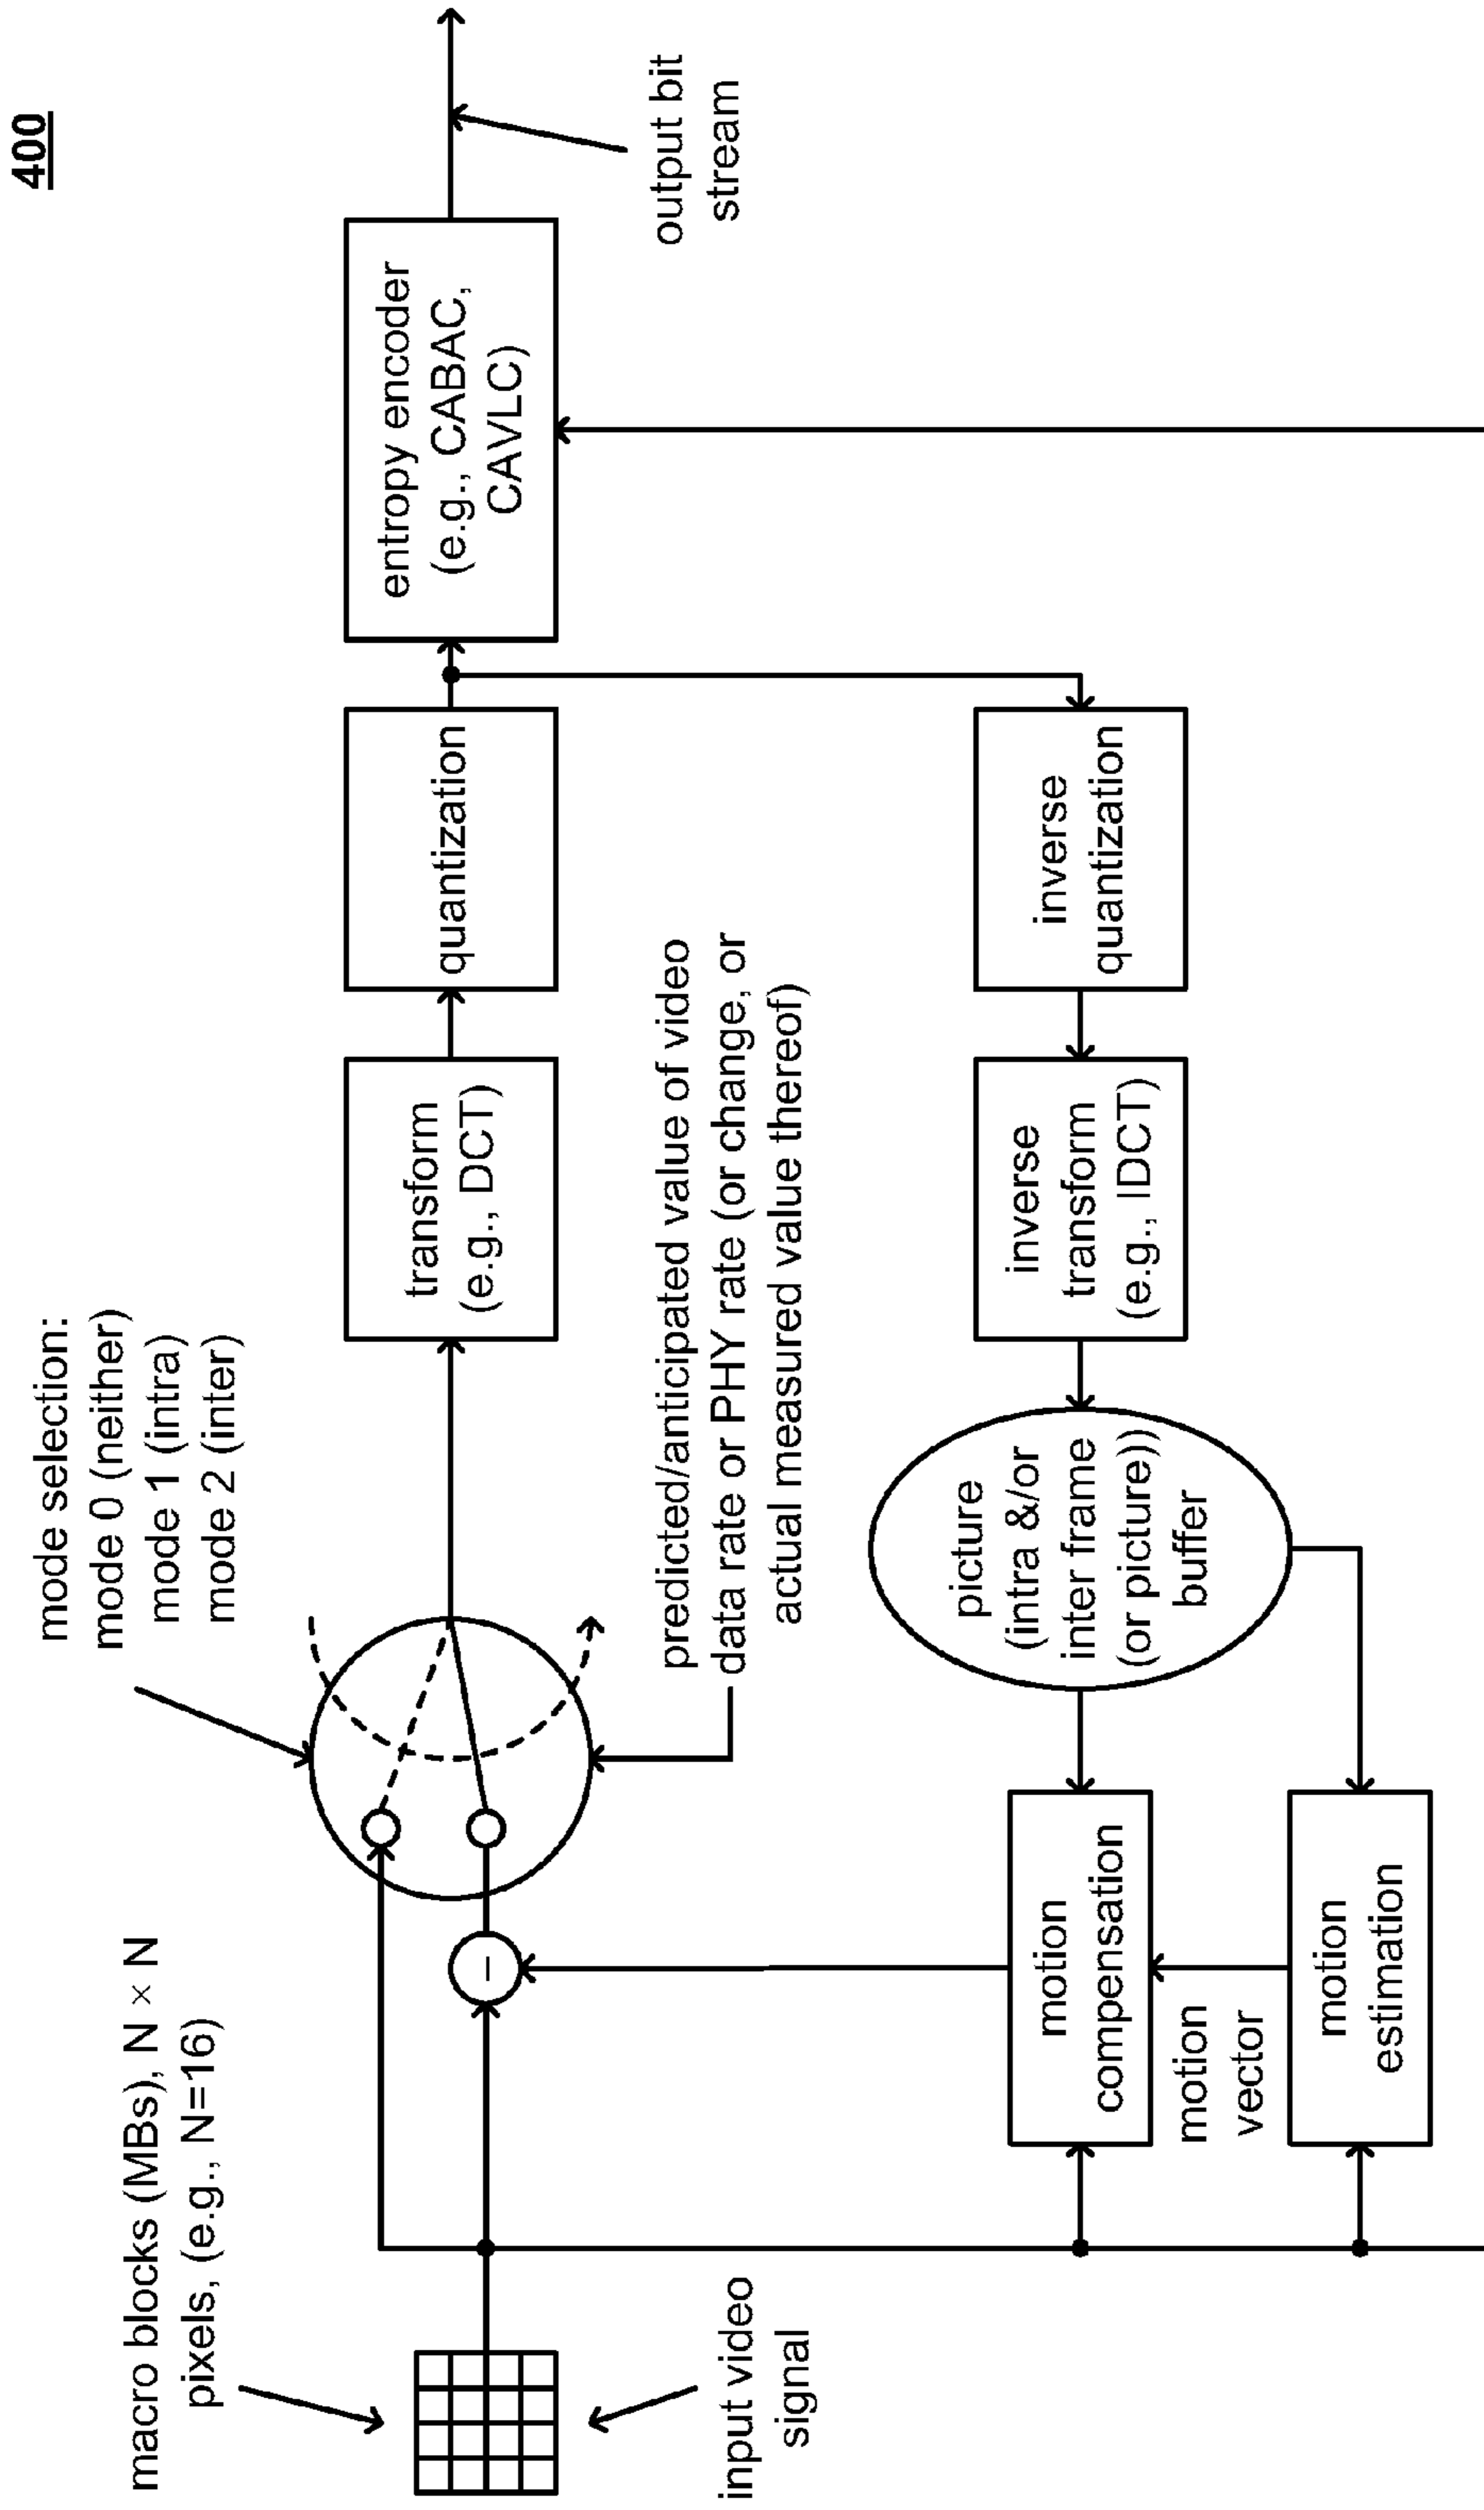 400
macro blocks (MBs), N × N
pixels, (e.g., N=16)
input video
signal
mode selection:
mode 0 (neither)
mode 1 (intra)
mode 2 (inter)
–
transform
(e.g., DCT)
quantization
entropy encoder
(e.g., CABAC,
CAVLC)
output bit
stream
predicted/anticipated value of video
data rate or PHY rate (or change, or
actual measured value thereof)
motion
compensation
motion
vector
motion
estimation
picture
(intra &/or
inter frame
(or picture))
buffer
inverse
transform
(e.g., IDCT)
inverse
quantization